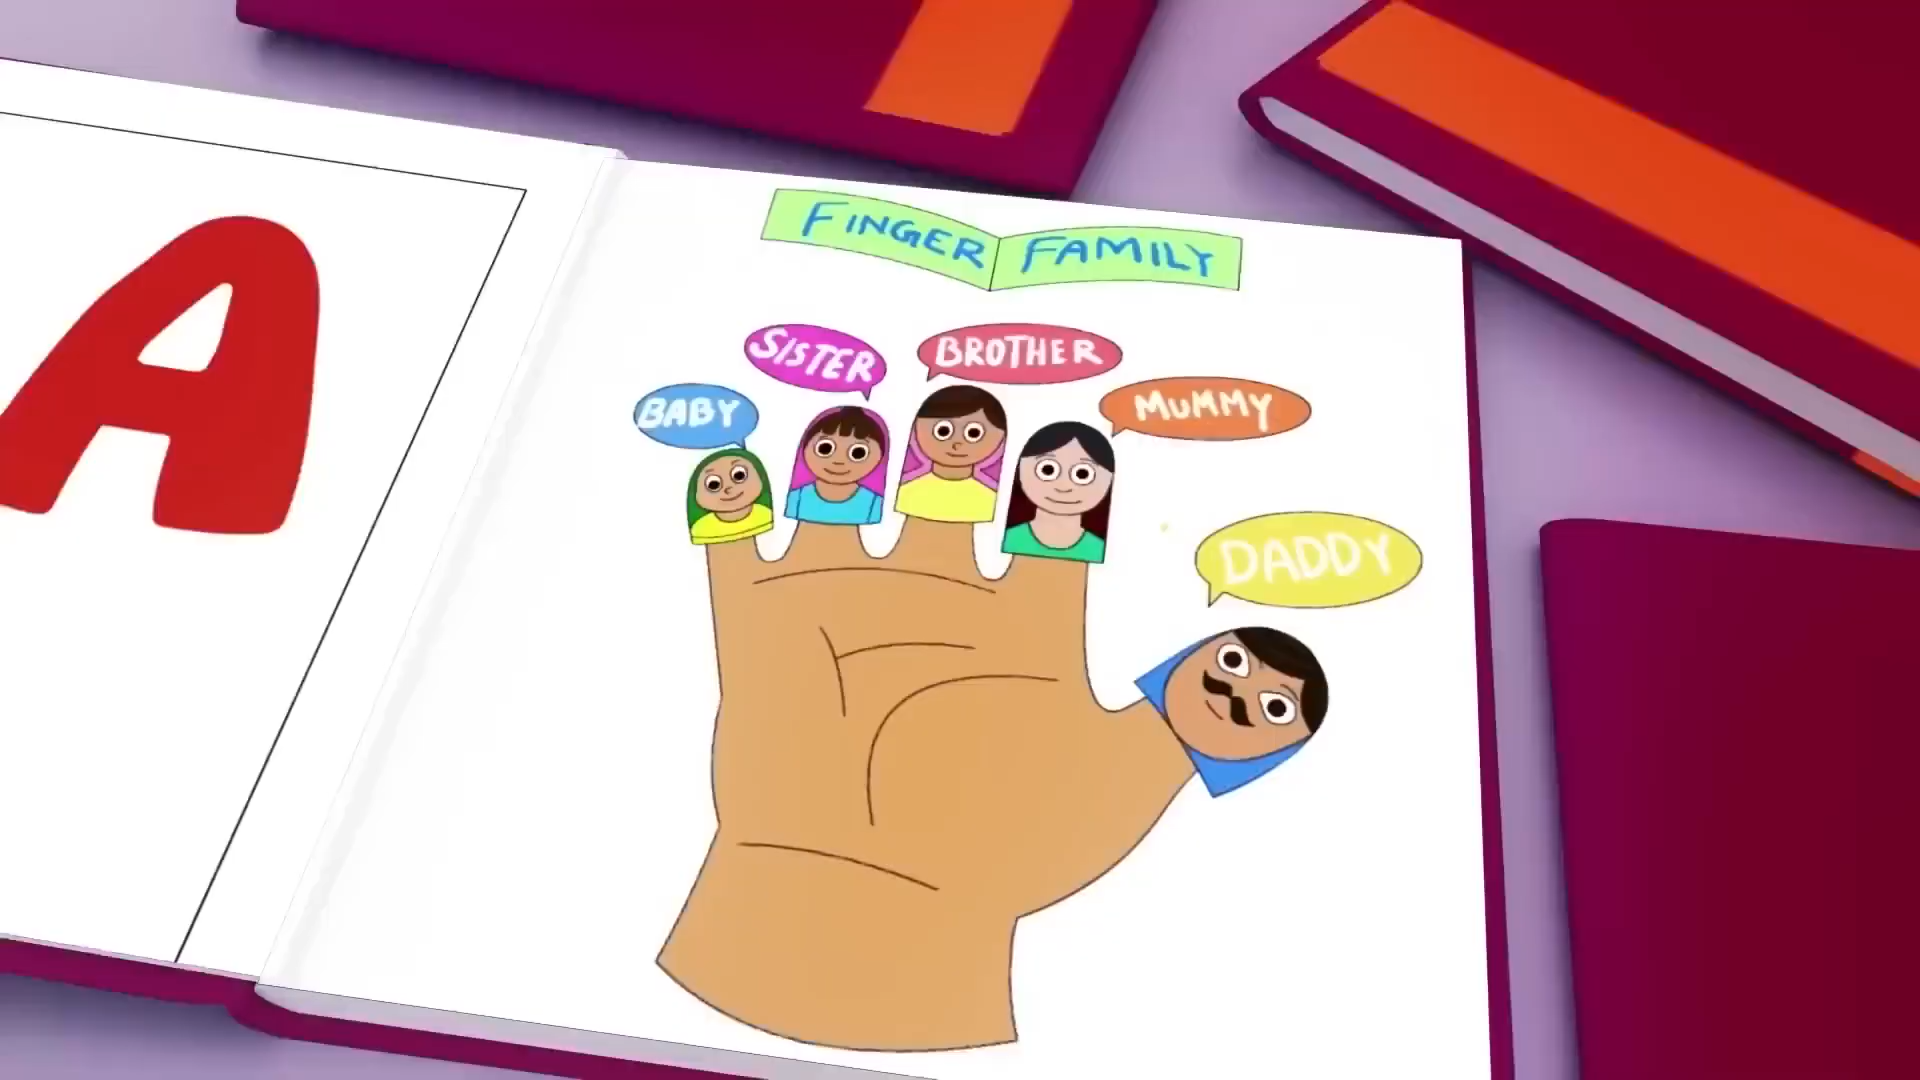 A
FINGER FAMILY
SISTER
BROTHER
BABY
MUMMY
DADDY